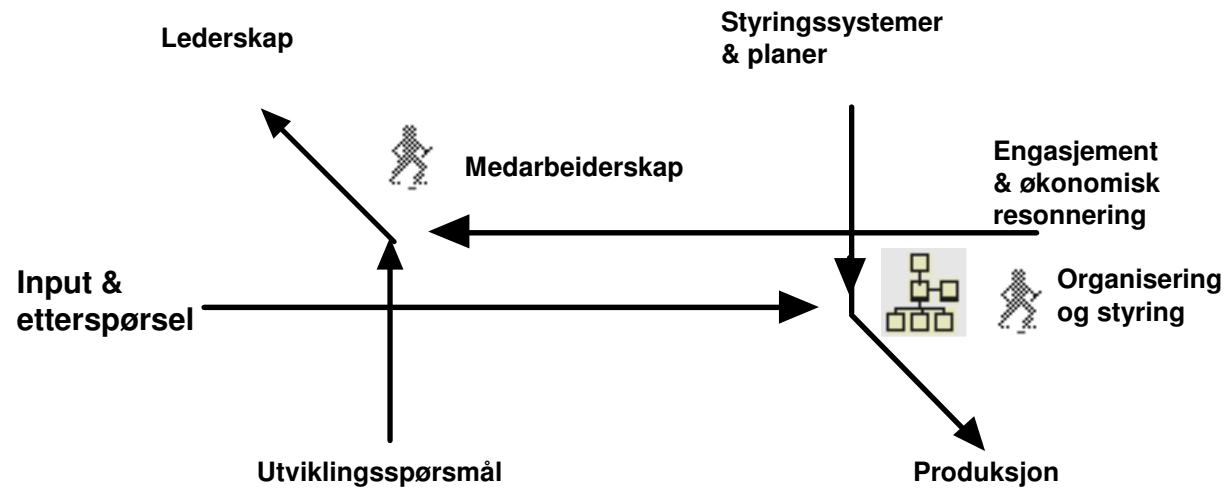 Lederskap
Styringssystemer
& planer
Medarbeiderskap
Engasjement
& økonomisk
resonnering
Input &
etterspørsel
Organisering
og styring
Utviklingsspørsmål
Produksjon